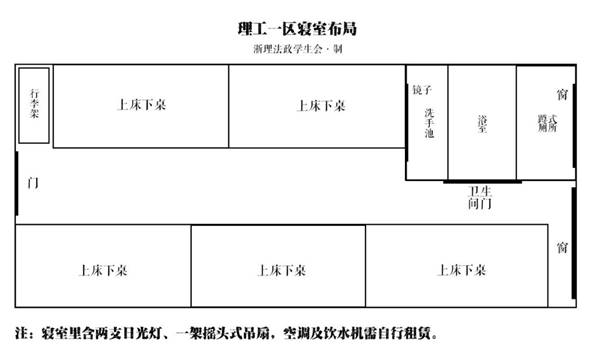 理工一区寝室布局
浙理法政学生会·制
行李架
上床下桌
上床下桌
镜子
洗手池
浴室
蹲式厕所
窗
门
卫生间门
上床下桌
上床下桌
上床下桌
窗
注：寝室里含两支日光灯、一架摇头式吊扇，空调及饮水机需自行租赁。